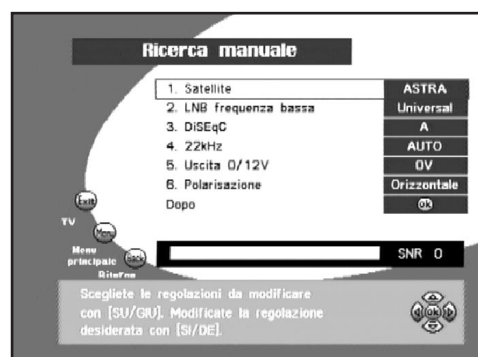 Ricerca manuale
1. Satellite ASTRA
2. LNB frequenza bassa Universal
3. DiSEqC A
4. 22kHz AUTO
5. Uscita 0/12V 0V
6. Polarisazione Orizzontale
Dopo Ok
Exit
TV
Menu
Menu
principale
Back
Ritorno
SNR 0
Scegliete le regolazioni da modificare
con [SU/GIU]. Modificate la regolazione
desiderata con [SI/DE].
Ok